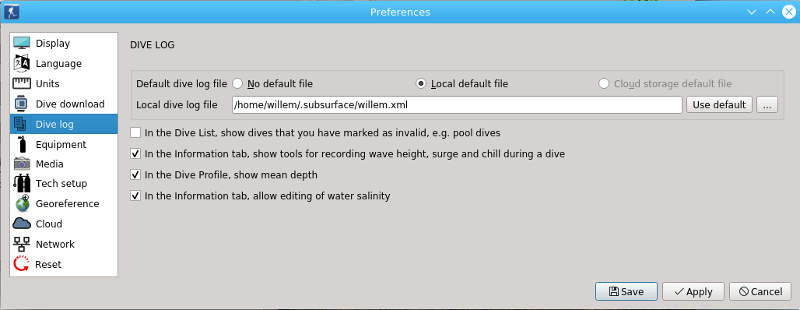 Preferences
Display
Language
Units
Dive download
Dive log
Equipment
Media
Tech setup
Georeference
Cloud
Network
Reset
DIVE LOG
Default dive log file No default file Local default file Cloud storage default file
Local dive log file /home/willem/.subsurface/willem.xml Use default ...
In the Dive List, show dives that you have marked as invalid, e.g. pool dives
In the Information tab, show tools for recording wave height, surge and chill during a dive
In the Dive Profile, show mean depth
In the Information tab, allow editing of water salinity
Save Apply Cancel